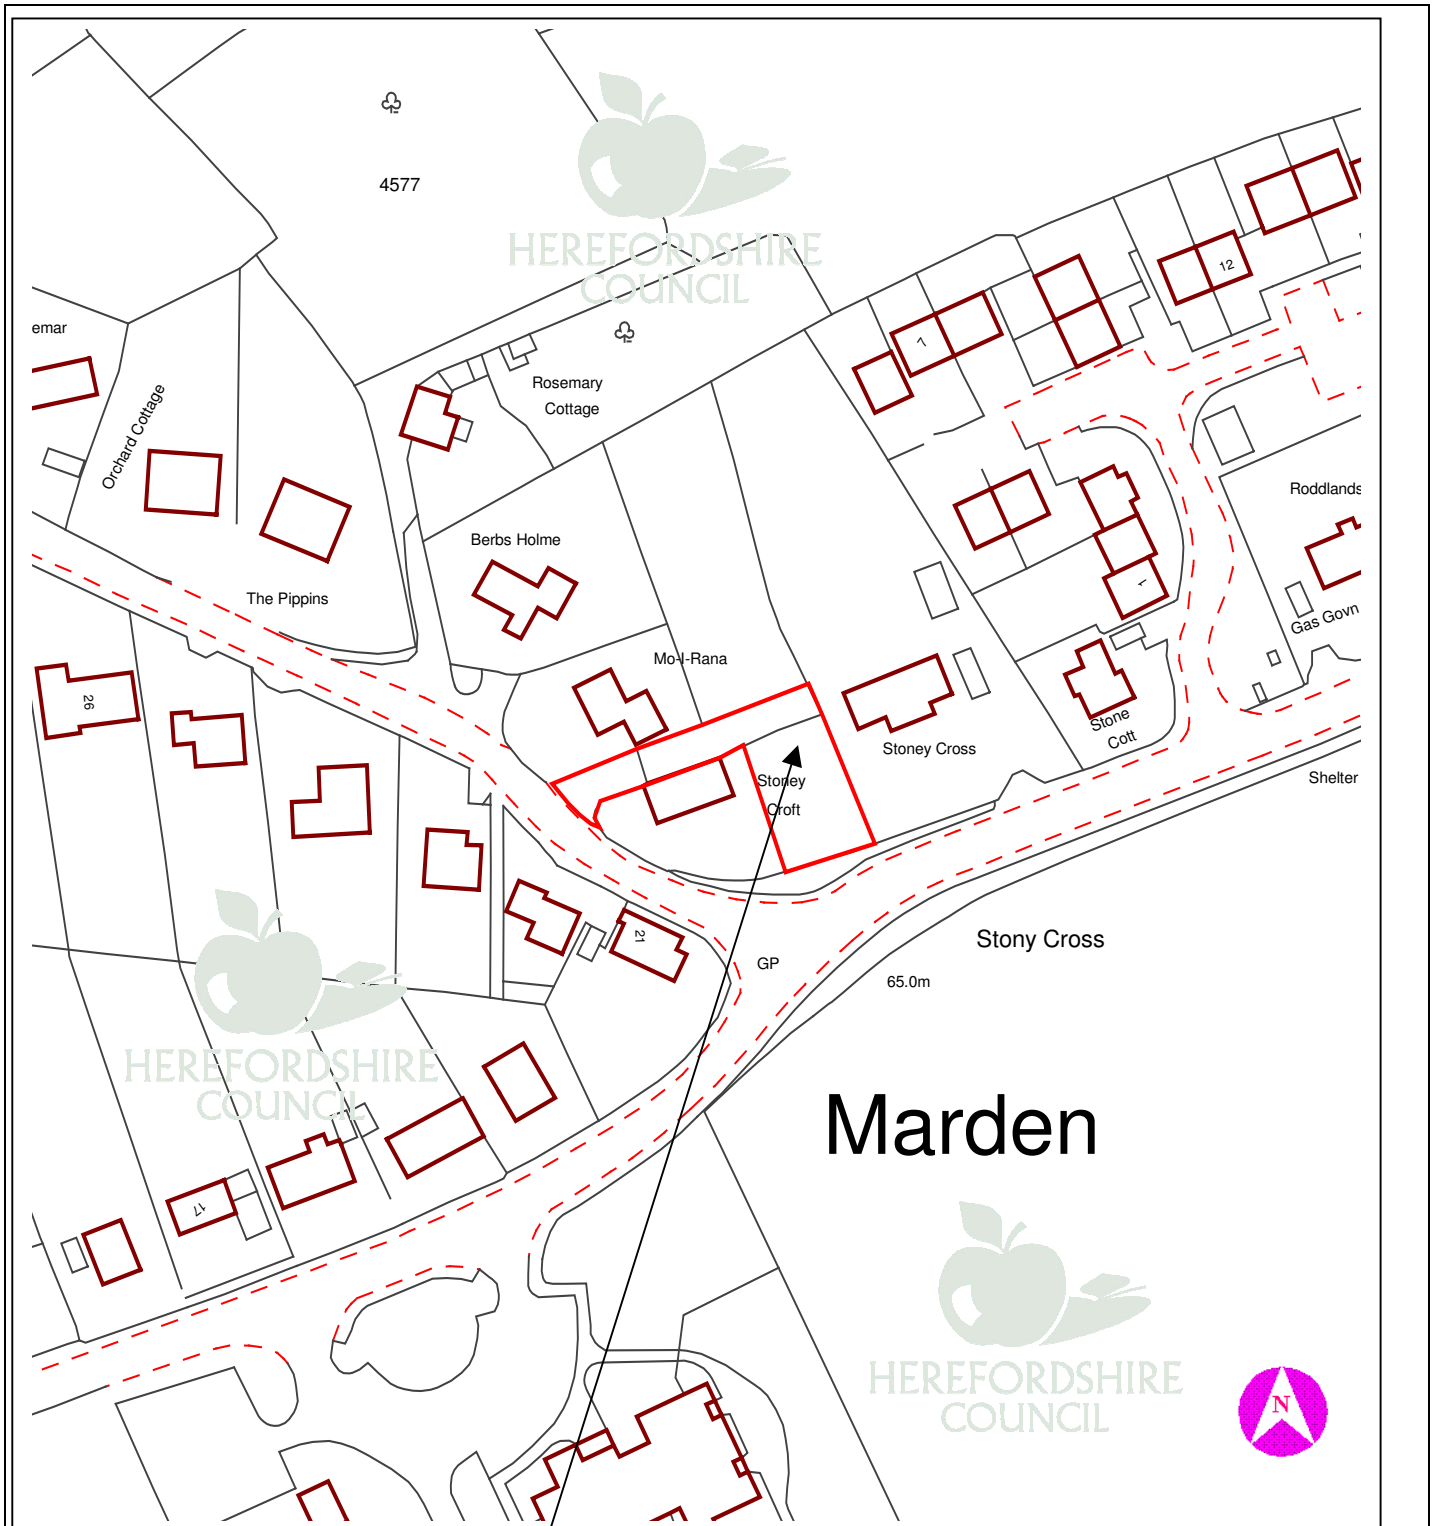 HEREFORDSHIRE
COUNCIL
4577
12
emar
7
Orchard Cottage
Rosemary
Cottage
Roddlands
Berbs Holme
1
The Pippins
Gas Govn
Mo-I-Rana
26
Stone
Cott
Stoney Cross
Stoney
Croft
Shelter
21
Stony Cross
GP
65.0m
HEREFORDSHIRE
COUNCIL
Marden
17
HEREFORDSHIRE
COUNCIL
N